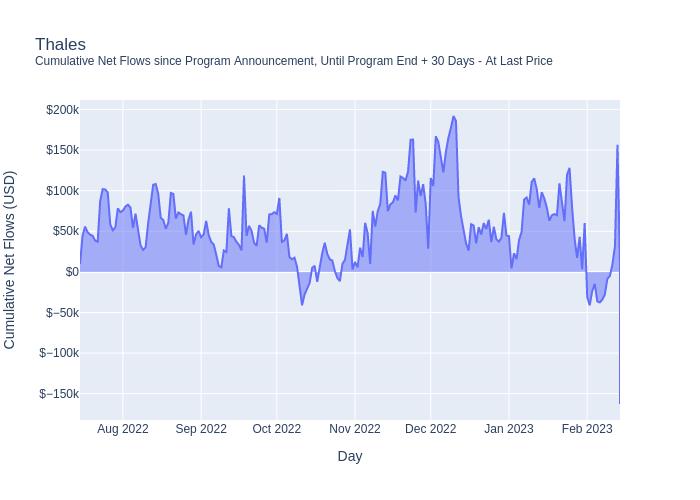 Thales
Cumulative Net Flows since Program Announcement, Until Program End + 30 Days - At Last Price
Cumulative Net Flows (USD)
$200k
$150k
$100k
$50k
$0
$−50k
$−100k
$−150k
Aug 2022
Sep 2022
Oct 2022
Nov 2022
Dec 2022
Jan 2023
Feb 2023
Day